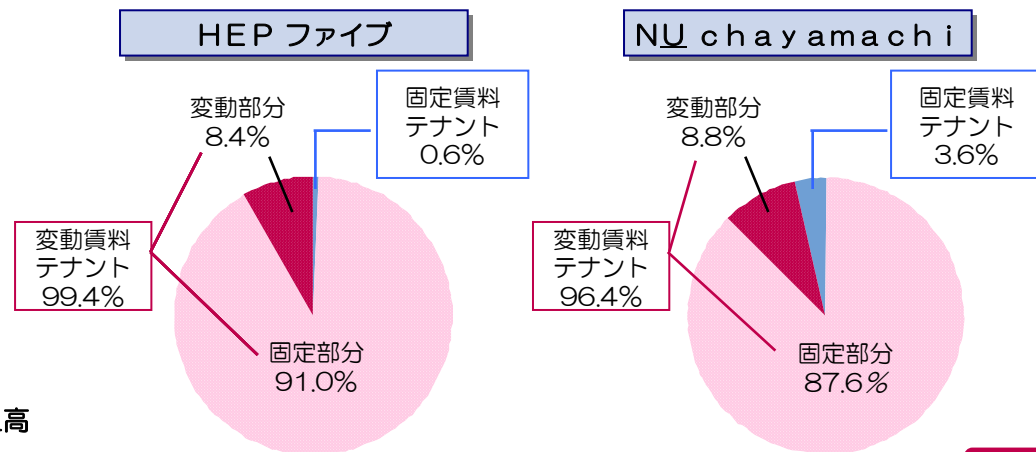 HEP ファイブ
変動部分
8.4%
固定賃料
テナント
0.6%
変動賃料
テナント
99.4%
固定部分
91.0%
NU chayamachi
変動部分
8.8%
固定賃料
テナント
3.6%
変動賃料
テナント
96.4%
固定部分
87.6%
高